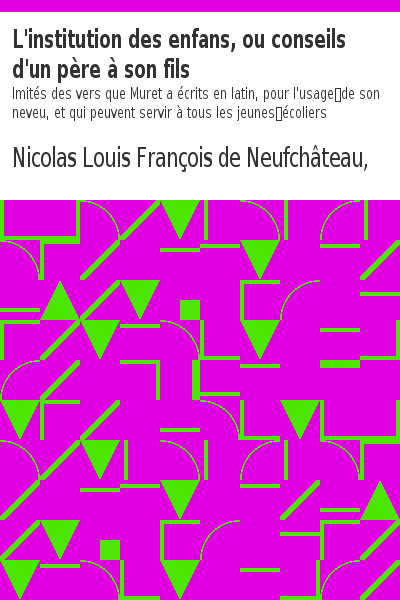 L'institution des enfans, ou conseils
d'un père à son fils
Imités des vers que Muret a écrits en latin, pour l'usage▯de son
neveu, et qui peuvent servir à tous les jeunes▯écoliers
Nicolas Louis François de Neufchâteau,